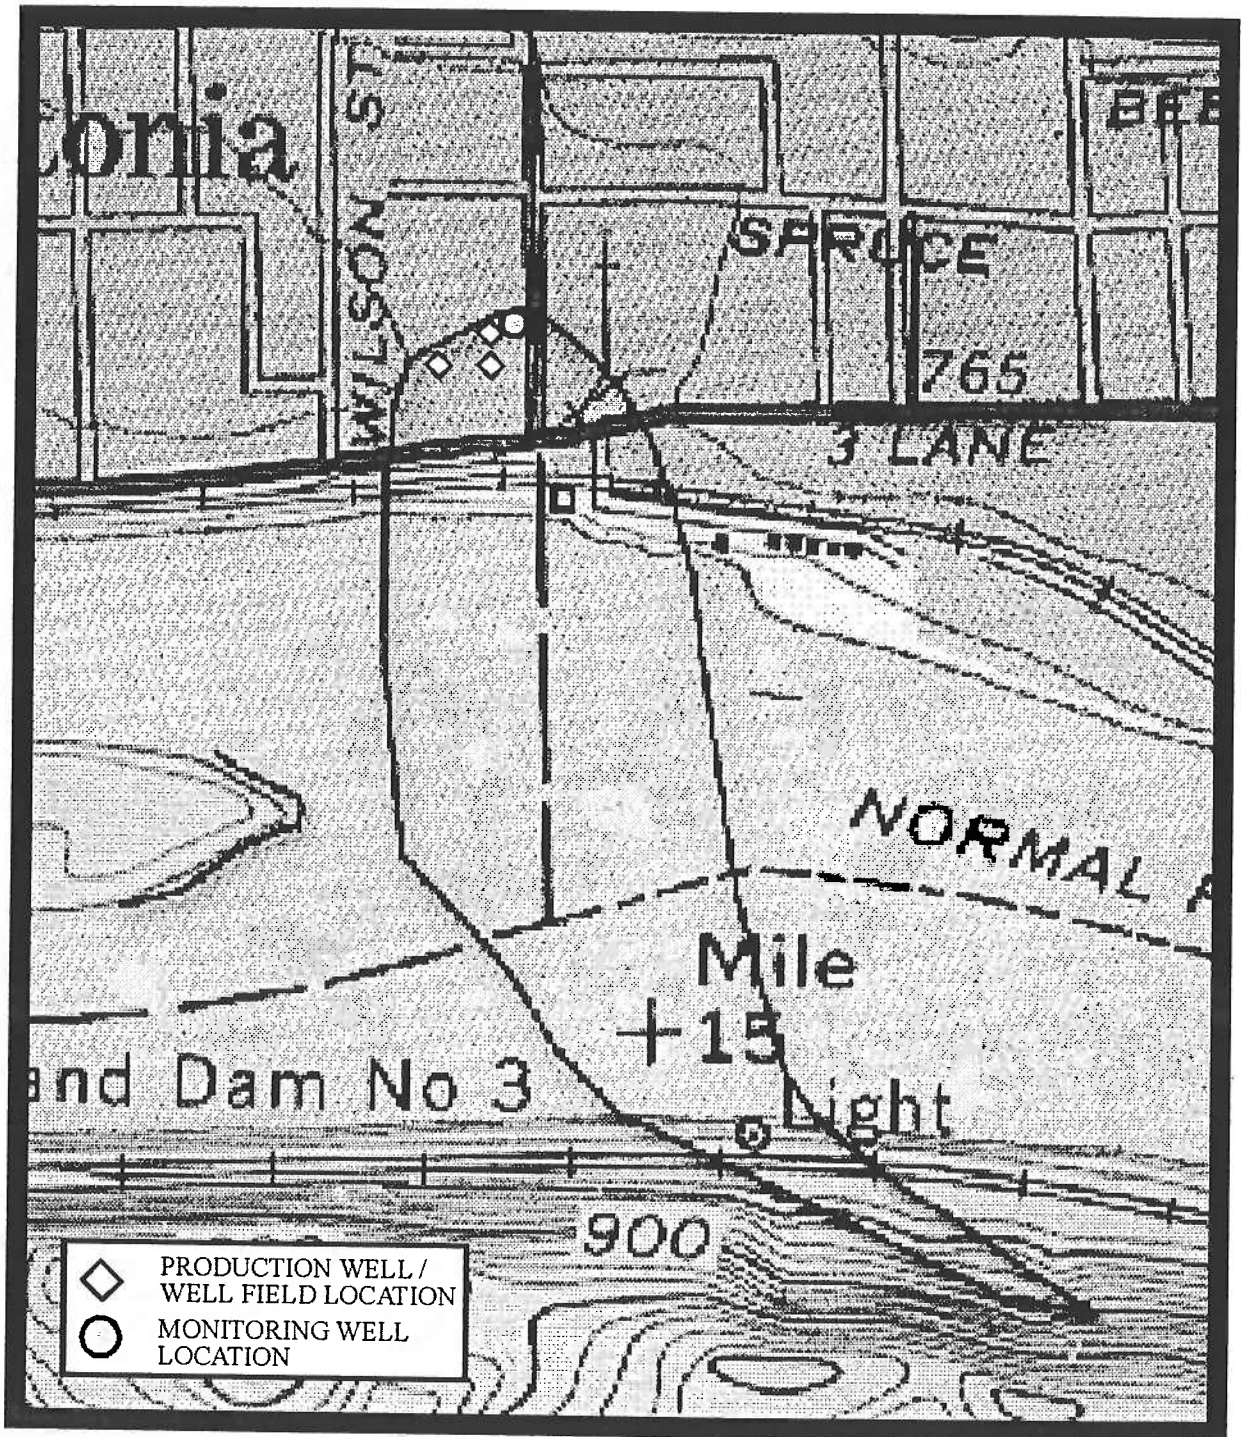 tonia
WILSON ST
SPRUCE
765
3 LANE
NORMAL
Mile
15
and Dam No 3
Light
900
PRODUCTION WELL /
WELL FIELD LOCATION
MONITORING WELL
LOCATION